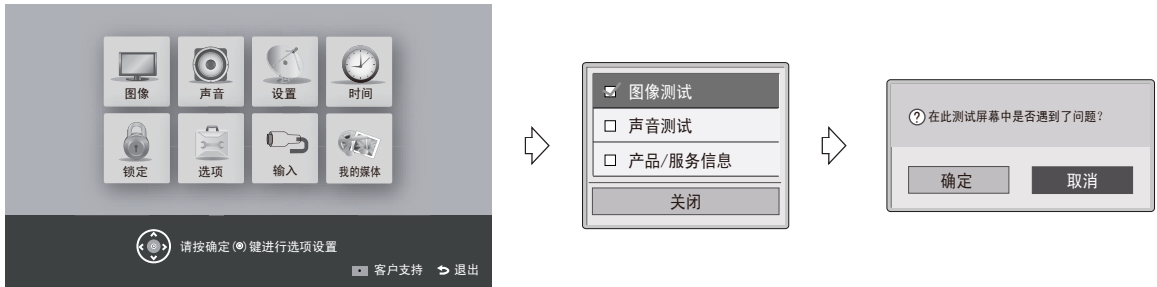 图像 声音 设置 时间
锁定 选项 输入 我的媒体
请按确定(◉)键进行选项设置
客户支持 退出
图像测试
声音测试
产品/服务信息
关闭
?在此测试屏幕中是否遇到了问题?
确定 取消